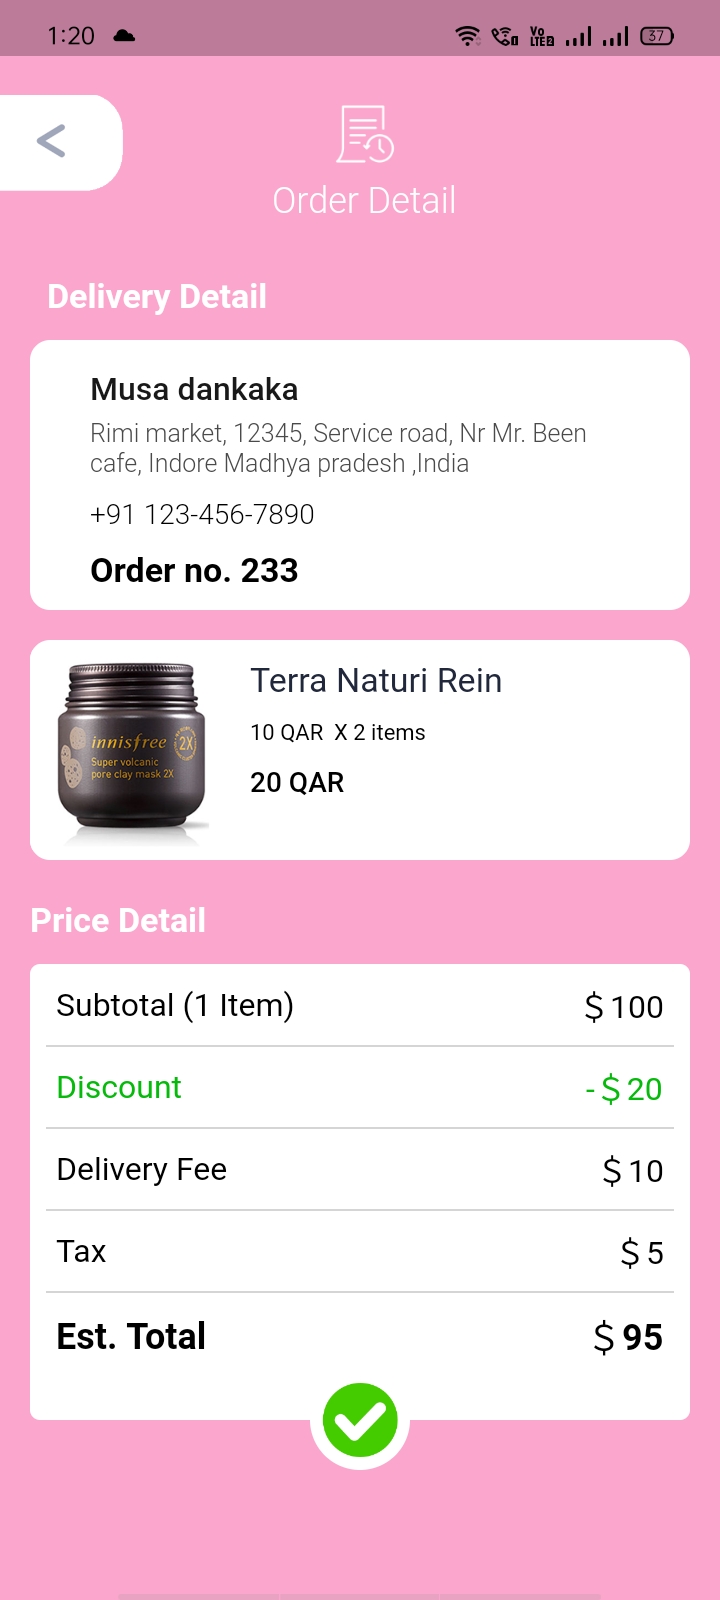 1:20
Vo
LTE2
37
<
Order Detail
Delivery Detail
Musa dankaka
Rimi market, 12345, Service road, Nr Mr. Been
cafe, Indore Madhya pradesh ,India
+91 123-456-7890
Order no. 233
innisfree
2X
Super volcanic
pore clay mask 2X
Terra Naturi Rein
10 QAR  X 2 items
20 QAR
Price Detail
Subtotal (1 Item) $ 100
Discount -$ 20
Delivery Fee $ 10
Tax $ 5
Est. Total $ 95